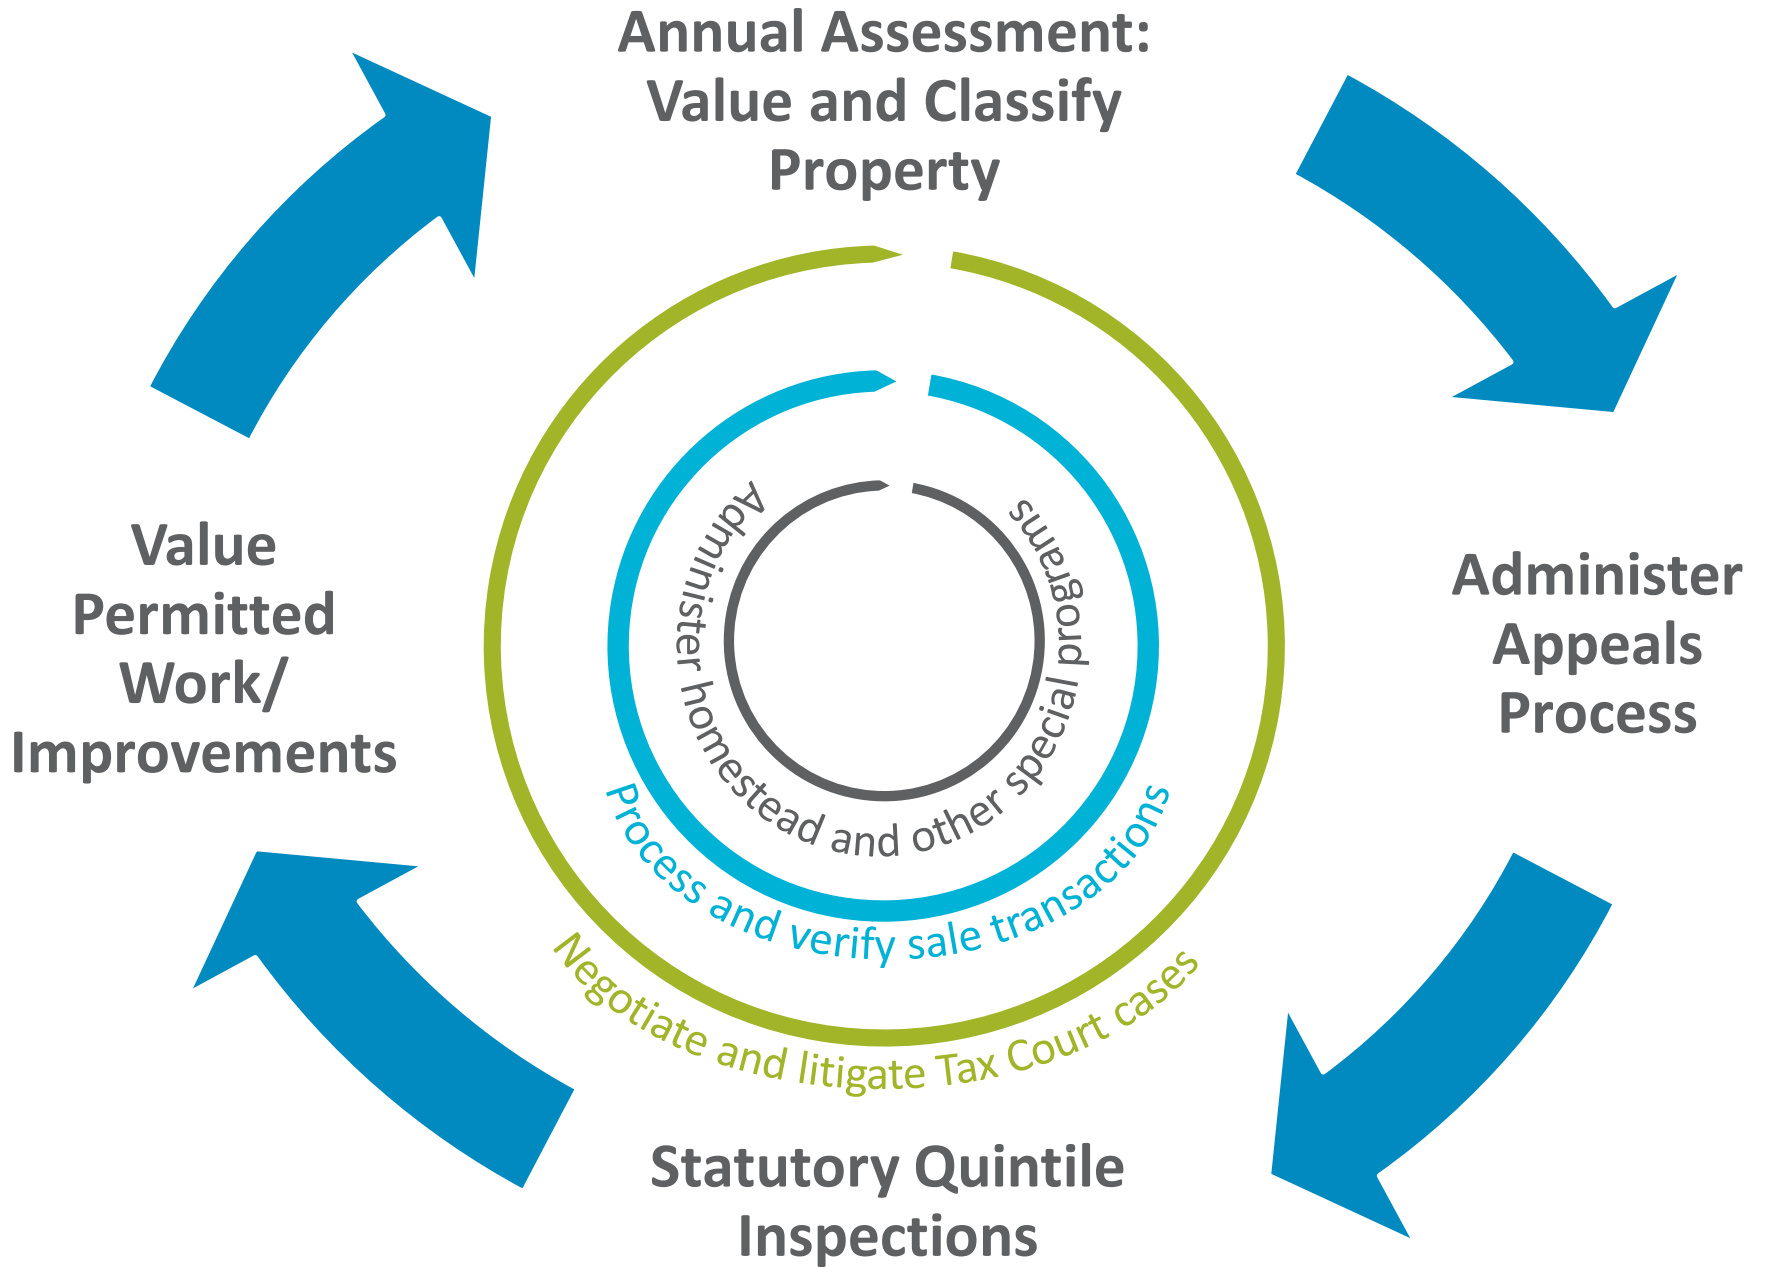 Annual Assessment:
Value and Classify
Property
Administer
Appeals
Process
Statutory Quintile
Inspections
Value
Permitted
Work/
Improvements
Administer homestead and other special programs
Process and verify sale transactions
Negotiate and litigate Tax Court cases